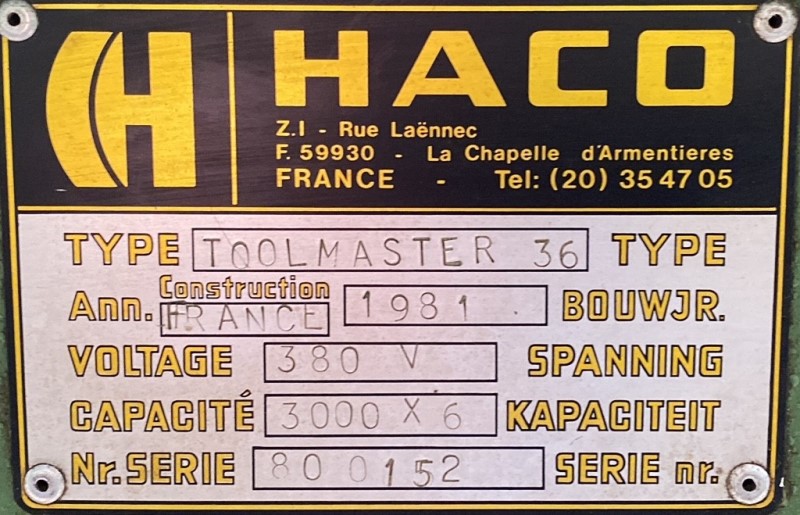 H HACO
Z.I - Rue Laënnec
F. 59930 - La Chapelle d'Armentieres
FRANCE - Tel: (20) 35 47 05
TYPE TOOLMASTER 36 TYPE
Construction
Ann. FRANCE 1981 BOUWJR.
VOLTAGE 380 V SPANNING
CAPACITÉ 3000 X 6 KAPACITEIT
Nr. SERIE 80 0152 SERIE nr.